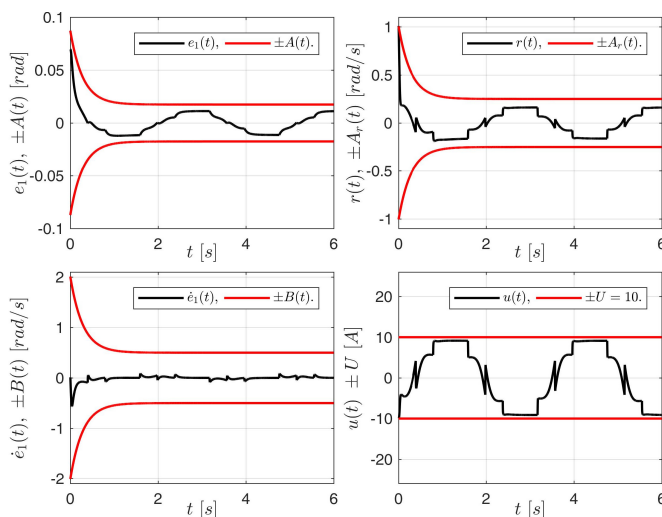 0.1
0.05
0
-0.05
-0.1
0 2 4 6
e₁(t), ±A(t) [rad]
t [s]
e₁(t), ±A(t).
1
0.5
0
-0.5
-1
0 2 4 6
r(t), ±Aᵣ(t) [rad/s]
t [s]
r(t), ±Aᵣ(t).
2
1
0
-1
-2
0 2 4 6
ė₁(t), ±B(t) [rad/s]
t [s]
ė₁(t), ±B(t).
20
10
0
-10
-20
0 2 4 6
u(t) ±U [A]
t [s]
u(t), ±U = 10.